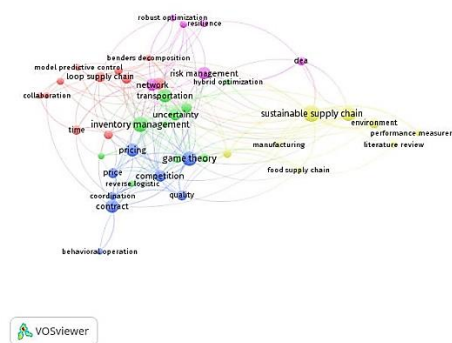 robust optimization
resilience
benders decomposition
model predictive control
loop supply chain
risk management
hybrid optimization
dea
network
transportation
collaboration
uncertainty
sustainable supply chain
inventory management
environment
time
performance measurer
manufacturing
literature review
pricing
game theory
food supply chain
price
competition
reverse logistic
coordination
quality
contract
behavioral operation
VOSviewer